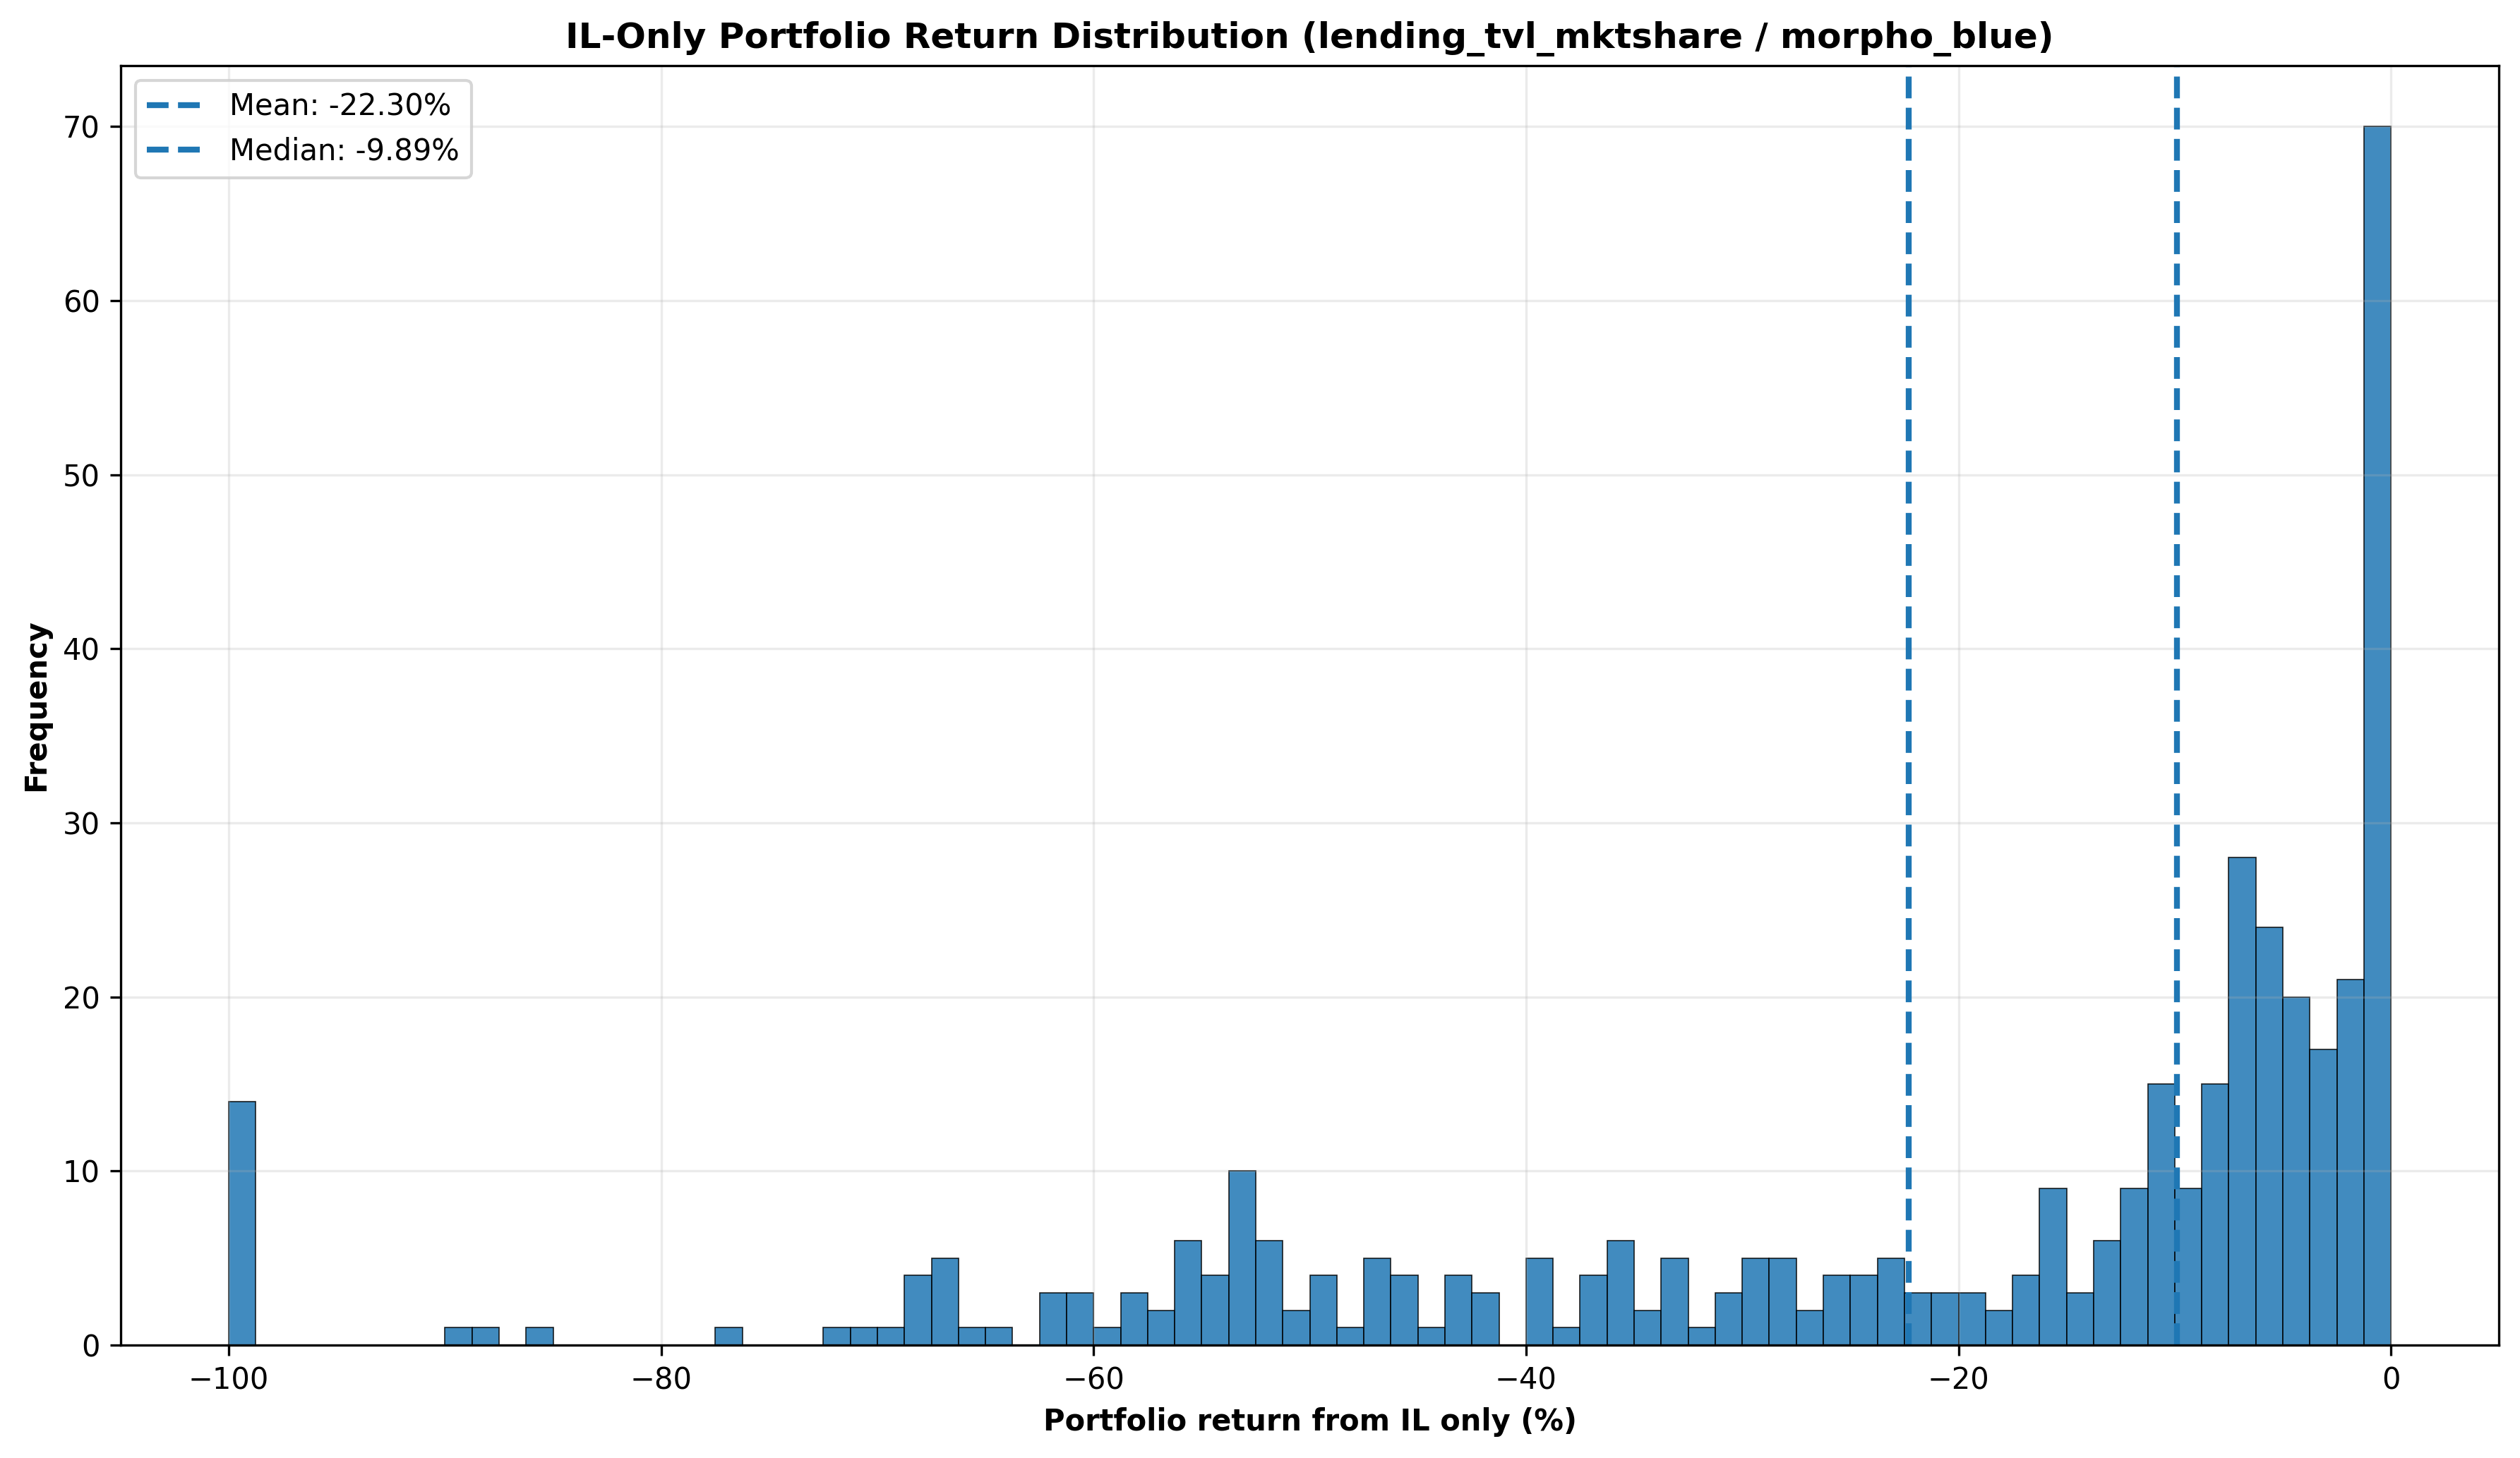 IL-Only Portfolio Return Distribution (lending_tvl_mktshare / morpho_blue)
Mean: -22.30%
Median: -9.89%
70
60
50
40
30
20
10
0
Frequency
−100 −80 −60 −40 −20 0
Portfolio return from IL only (%)